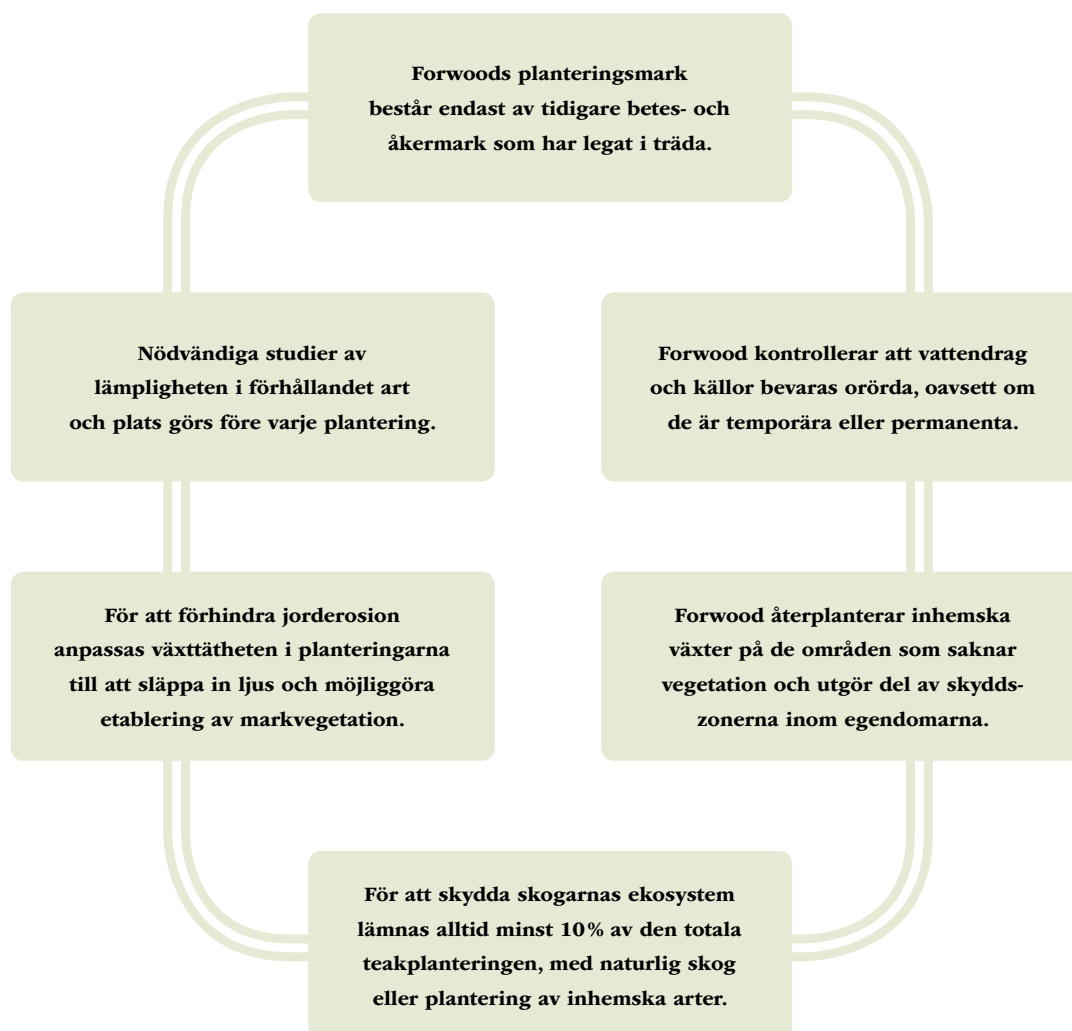 Forwoods planteringsmark
består endast av tidigare betes- och
åkermark som har legat i träda.
Nödvändiga studier av
lämpligheten i förhållandet art
och plats görs före varje plantering.
Forwood kontrollerar att vattendrag
och källor bevaras orörda, oavsett om
de är temporära eller permanenta.
För att förhindra jorderosion
anpassas växttätheten i planteringarna
till att släppa in ljus och möjliggöra
etablering av markvegetation.
Forwood återplanterar inhemska
växter på de områden som saknar
vegetation och utgör del av skydds-
zonerna inom egendomarna.
För att skydda skogarnas ekosystem
lämnas alltid minst 10% av den totala
teakplanteringen, med naturlig skog
eller plantering av inhemska arter.